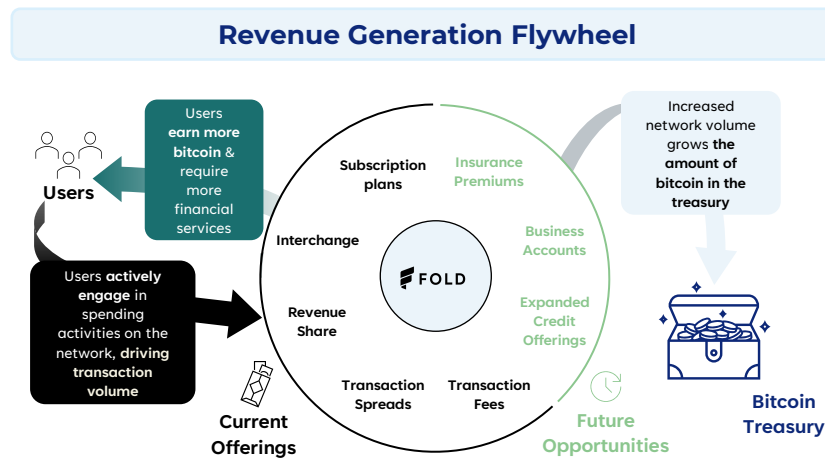 Revenue Generation Flywheel
Users
earn more
bitcoin &
require
more
financial
services
Users
Users actively
engage in
spending
activities on the
network, driving
transaction
volume
Subscription
plans
Interchange
Revenue
Share
Transaction
Spreads
Transaction
Fees
Insurance
Premiums
Business
Accounts
Expanded
Credit
Offerings
FOLD
Current
Offerings
Future
Opportunities
Increased
network volume
grows the
amount of
bitcoin in the
treasury
Bitcoin
Treasury